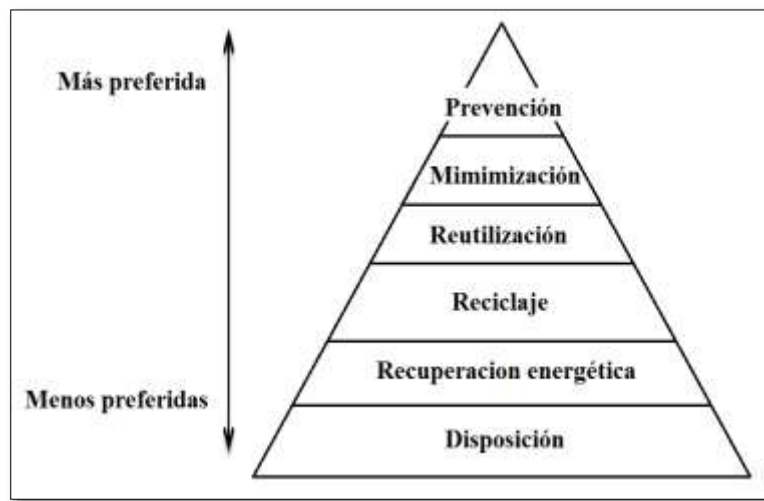 Más preferida
Prevención
Mimimización
Reutilización
Reciclaje
Recuperacion energética
Menos preferidas
Disposición